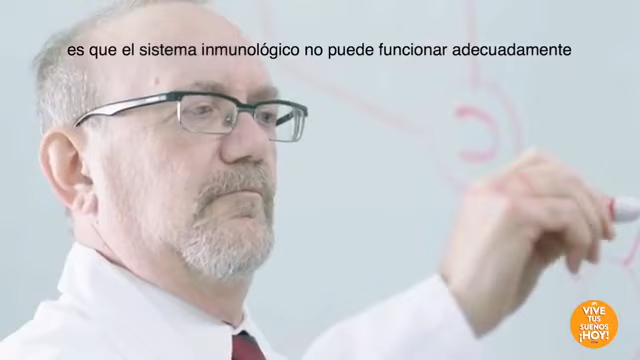 es que el sistema inmunológico no puede funcionar adecuadamente
VIVE
TUS
SUEÑOS
¡HOY!